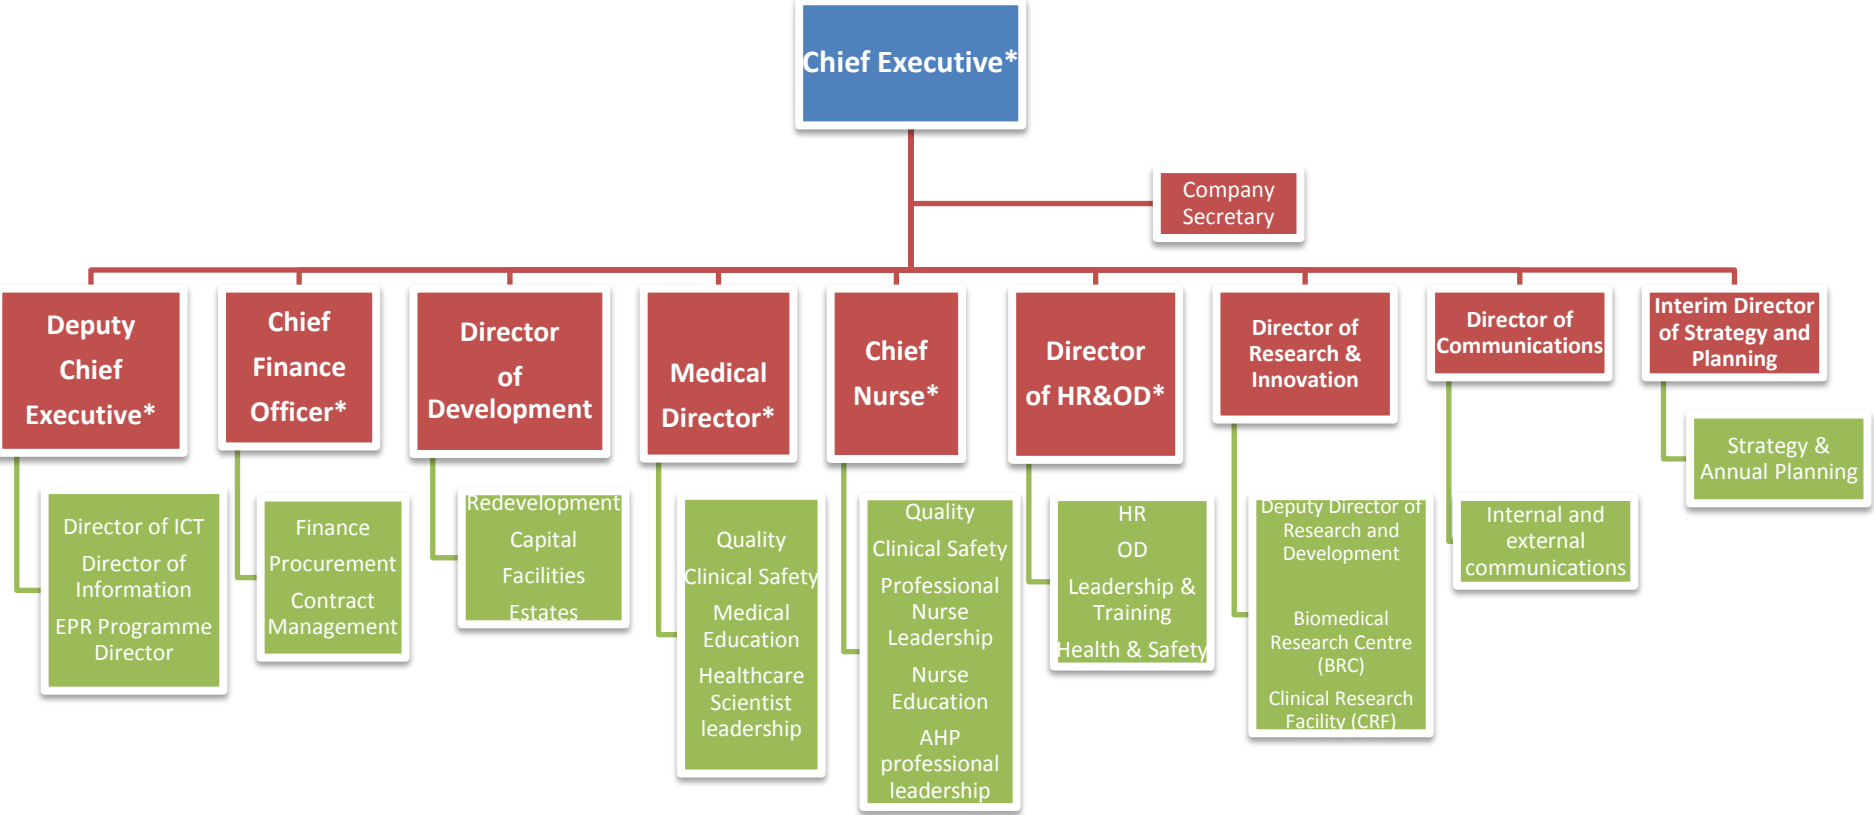 Chief Executive*
Company
Secretary
Deputy
Chief
Executive*
Chief
Finance
Officer*
Director
of
Development
Medical
Director*
Chief
Nurse*
Director
of HR&OD*
Director of
Research &
Innovation
Director of
Communications
Interim Director
of Strategy and
Planning
Director of ICT
Director of
Information
EPR Programme
Director
Finance
Procurement
Contract
Management
Redevelopment
Capital
Facilities
Estates
Quality
Clinical Safety
Medical
Education
Healthcare
Scientist
leadership
Quality
Clinical Safety
Professional
Nurse
Leadership
Nurse
Education
AHP
professional
leadership
HR
OD
Leadership &
Training
Health & Safety
Deputy Director of
Research and
Development
Biomedical
Research Centre
(BRC)
Clinical Research
Facility (CRF)
Internal and
external
communications
Strategy &
Annual Planning